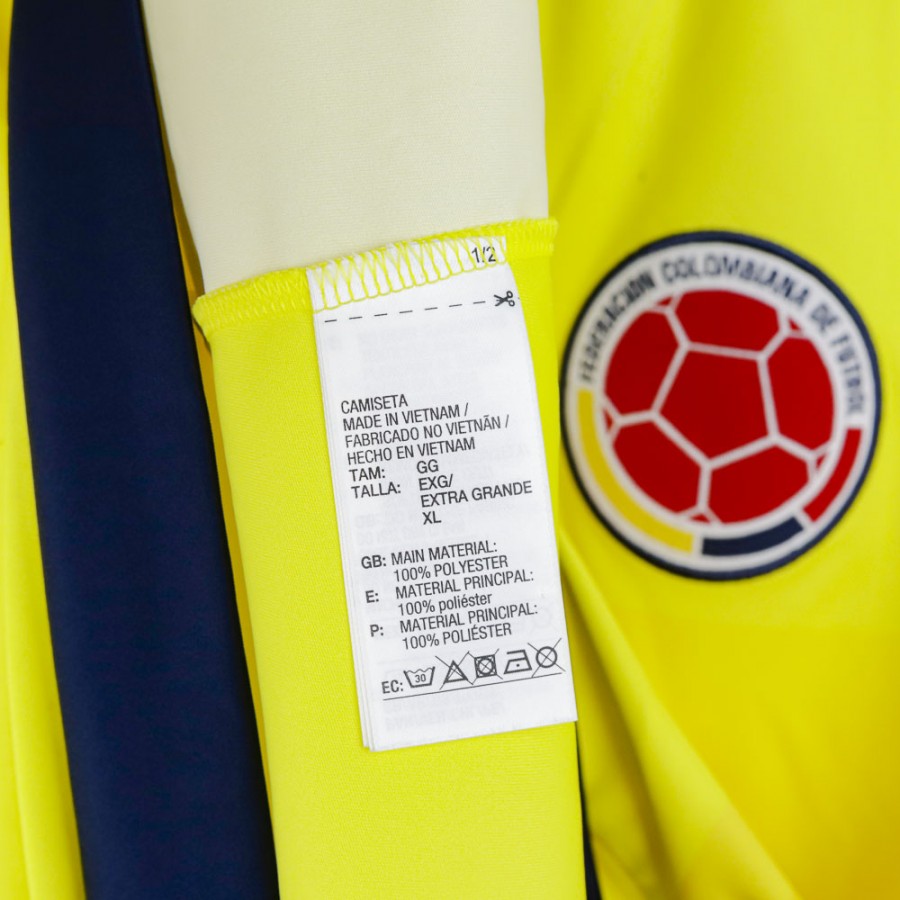 1/2
CAMISETA
MADE IN VIETNAM /
FABRICADO NO VIETNÃN /
HECHO EN VIETNAM
TAM: GG
TALLA: EXG/
EXTRA GRANDE
XL
GB: MAIN MATERIAL:
100% POLYESTER
E: MATERIAL PRINCIPAL:
100% poliéster
P: MATERIAL PRINCIPAL:
100% POLIÉSTER
EC: 30
FEDERACION COLOMBIANA DE FUTBOL